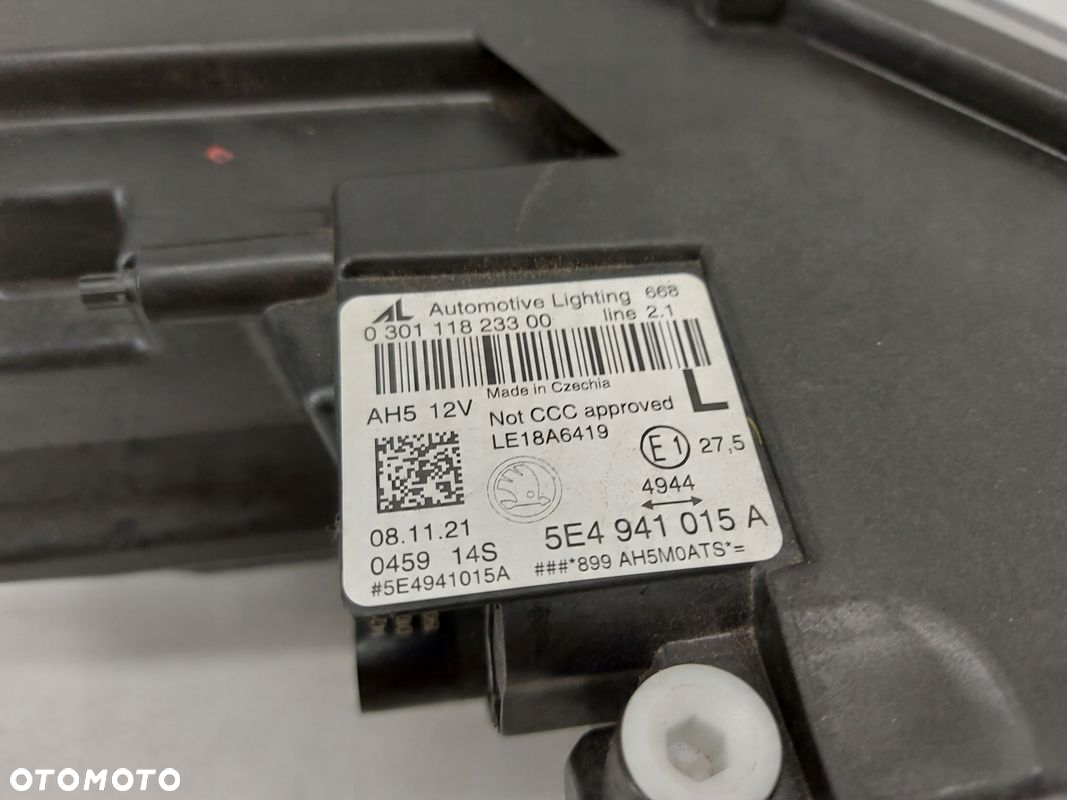 AL Automotive Lighting 668
0 301 118 233 00 line 2.1
Made in Czechia
AH5 12V Not CCC approved L
LE18A6419
E1 27,5
4944
08.11.21 5E4 941 015 A
0459 14S
#5E4941015A ###*899 AH5M0ATS*=
OTOMOTO